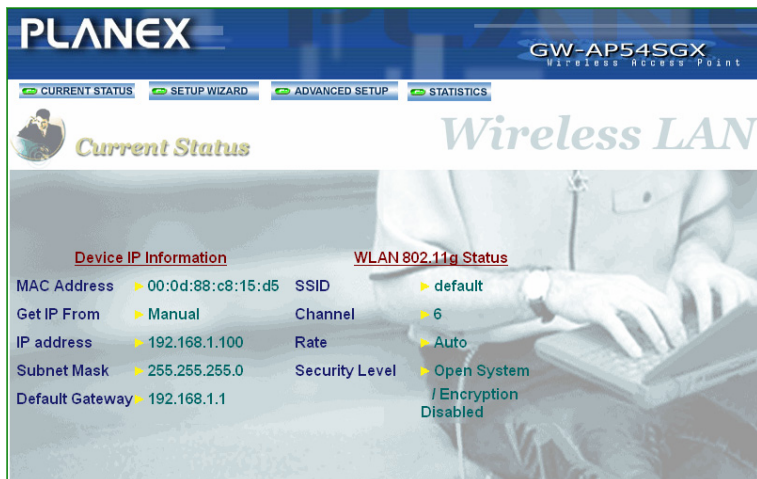 PLANEX
GW-AP54SGX
Wireless Access Point
CURRENT STATUS
SETUP WIZARD
ADVANCED SETUP
STATISTICS
Current Status
Wireless LAN
Device IP Information
MAC Address 00:0d:88:c8:15:d5
Get IP From Manual
IP address 192.168.1.100
Subnet Mask 255.255.255.0
Default Gateway 192.168.1.1
WLAN 802.11g Status
SSID default
Channel 6
Rate Auto
Security Level Open System
/ Encryption
Disabled